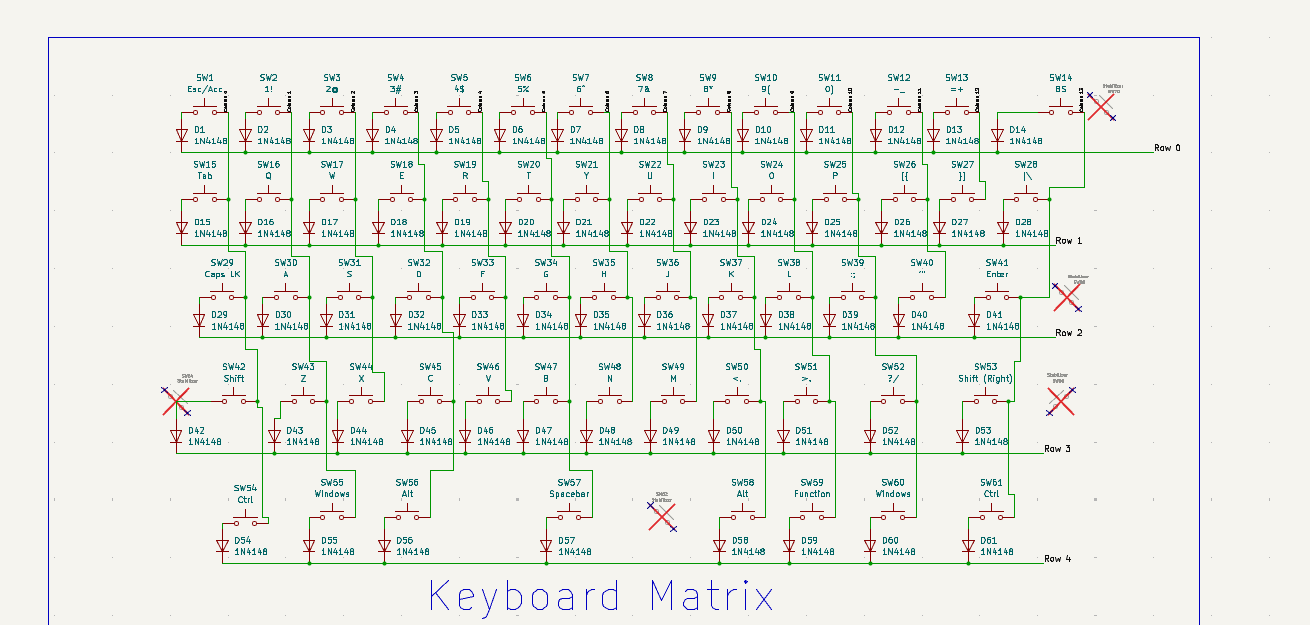 SW1 SW2 SW3 SW4 SW5 SW6 SW7 SW8 SW9 SW10 SW11 SW12 SW13 SW14
Esc/Acc 1! 2@ 3# 4$ 5% 6^ 7& 8* 9( 0) -_ =+ BS
D1 D2 D3 D4 D5 D6 D7 D8 D9 D10 D11 D12 D13 D14
1N4148 1N4148 1N4148 1N4148 1N4148 1N4148 1N4148 1N4148 1N4148 1N4148 1N4148 1N4148 1N4148 1N4148
Row 0
SW15 SW16 SW17 SW18 SW19 SW20 SW21 SW22 SW23 SW24 SW25 SW26 SW27 SW28
Tab Q W E R T Y U I O P [{ }] |\
D15 D16 D17 D18 D19 D20 D21 D22 D23 D24 D25 D26 D27 D28
1N4148 1N4148 1N4148 1N4148 1N4148 1N4148 1N4148 1N4148 1N4148 1N4148 1N4148 1N4148 1N4148 1N4148
Row 1
SW29 SW30 SW31 SW32 SW33 SW34 SW35 SW36 SW37 SW38 SW39 SW40 SW41
Caps LK A S D F G H J K L :; '" Enter
D29 D30 D31 D32 D33 D34 D35 D36 D37 D38 D39 D40 D41
1N4148 1N4148 1N4148 1N4148 1N4148 1N4148 1N4148 1N4148 1N4148 1N4148 1N4148 1N4148 1N4148
Row 2
SW42 SW43 SW44 SW45 SW46 SW47 SW48 SW49 SW50 SW51 SW52 SW53
Shift Z X C V B N M <, >. ?/ Shift (Right)
D42 D43 D44 D45 D46 D47 D48 D49 D50 D51 D52 D53
1N4148 1N4148 1N4148 1N4148 1N4148 1N4148 1N4148 1N4148 1N4148 1N4148 1N4148 1N4148
Row 3
SW54 SW55 SW56 SW57 SW58 SW59 SW60 SW61
Ctrl Windows Alt Spacebar Alt Function Windows Ctrl
D54 D55 D56 D57 D58 D59 D60 D61
1N4148 1N4148 1N4148 1N4148 1N4148 1N4148 1N4148 1N4148
Row 4
Keyboard Matrix